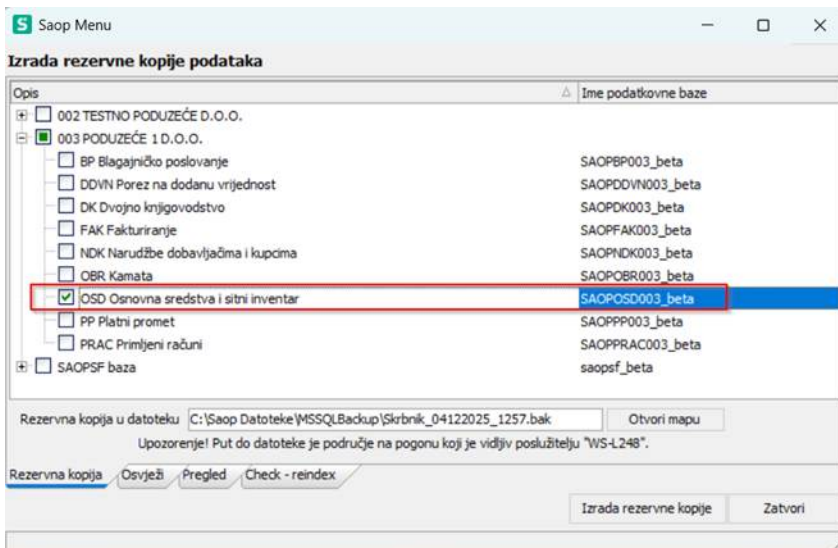 S Saop Menu
Izrada rezervne kopije podataka
Opis Ime podatkovne baze
002 TESTNO PODUZEĆE D.O.O.
003 PODUZEĆE 1 D.O.O.
BP Blagajničko poslovanje SAOPBP003_beta
DDVN Porez na dodanu vrijednost SAOPDDVN003_beta
DK Dvojno knjigovodstvo SAOPDK003_beta
FAK Fakturiranje SAOPFAK003_beta
NDK Narudžbe dobavljačima i kupcima SAOPNDK003_beta
OBR Kamata SAOPOBR003_beta
OSD Osnovna sredstva i sitni inventar SAOPOSD003_beta
PP Platni promet SAOPPP003_beta
PRAC Primljeni računi SAOPPRAC003_beta
SAOPSF baza saopsf_beta
Rezervna kopija u datoteku C:\Saop Datoteke\MSSQLBackup\Skrbnik_04122025_1257.bak Otvori mapu
Upozorenje! Put do datoteke je područje na pogonu koji je vidljiv poslužitelju "WS-L248".
Rezervna kopija Osvježi Pregled Check - reindex
Izrada rezervne kopije Zatvori